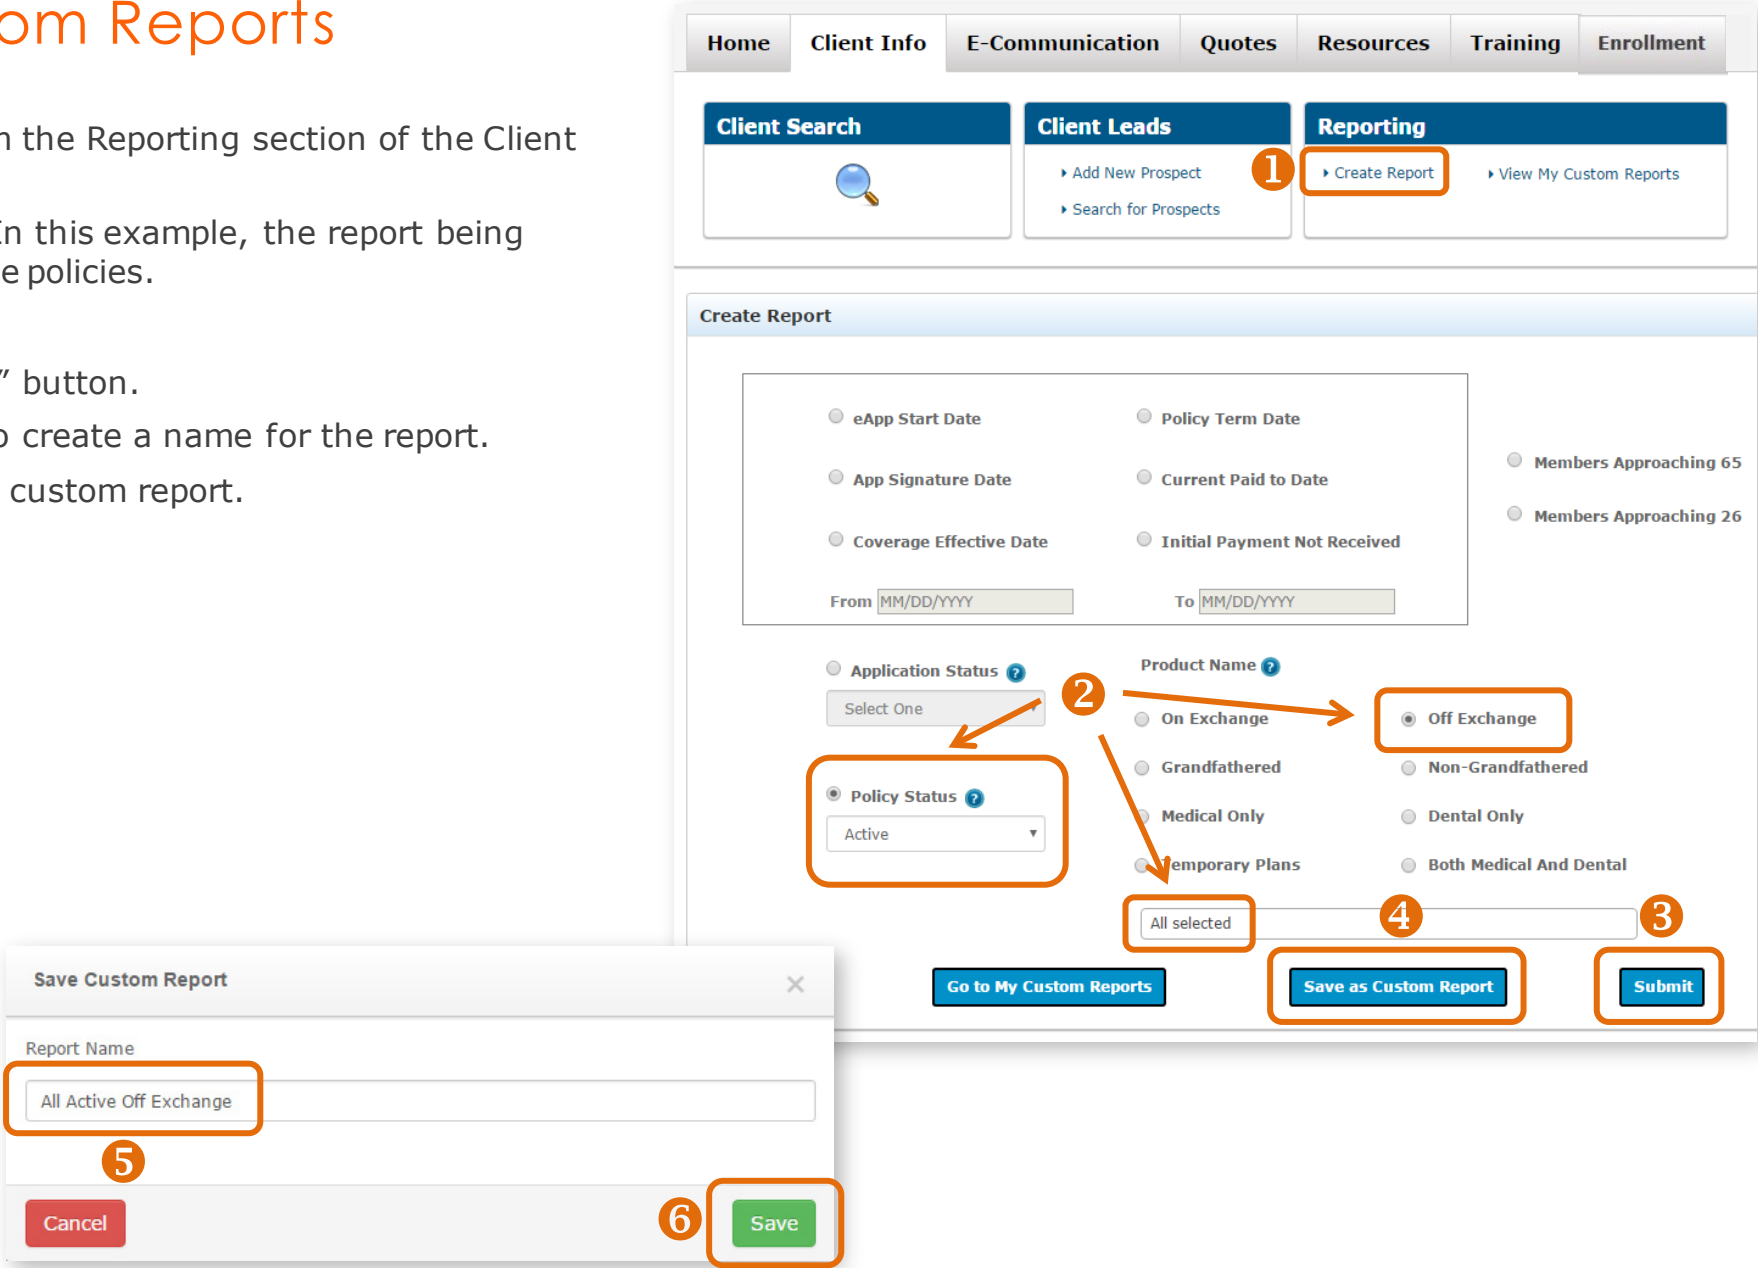 om Reports
n the Reporting section of the Client
In this example, the report being
e policies.
” button.
o create a name for the report.
custom report.
Home Client Info E-Communication Quotes Resources Training Enrollment
Client Search
Client Leads
Add New Prospect
Search for Prospects
Reporting
1 Create Report View My Custom Reports
Create Report
eApp Start Date Policy Term Date
App Signature Date Current Paid to Date
Coverage Effective Date Initial Payment Not Received
From MM/DD/YYYY To MM/DD/YYYY
Members Approaching 65
Members Approaching 26
Application Status ?
Select One
2
Policy Status ?
Active
Product Name ?
On Exchange Off Exchange
Grandfathered Non-Grandfathered
Medical Only Dental Only
Temporary Plans Both Medical And Dental
All selected 4 3
Go to My Custom Reports Save as Custom Report Submit
Save Custom Report ×
Report Name
All Active Off Exchange
5
Cancel 6 Save